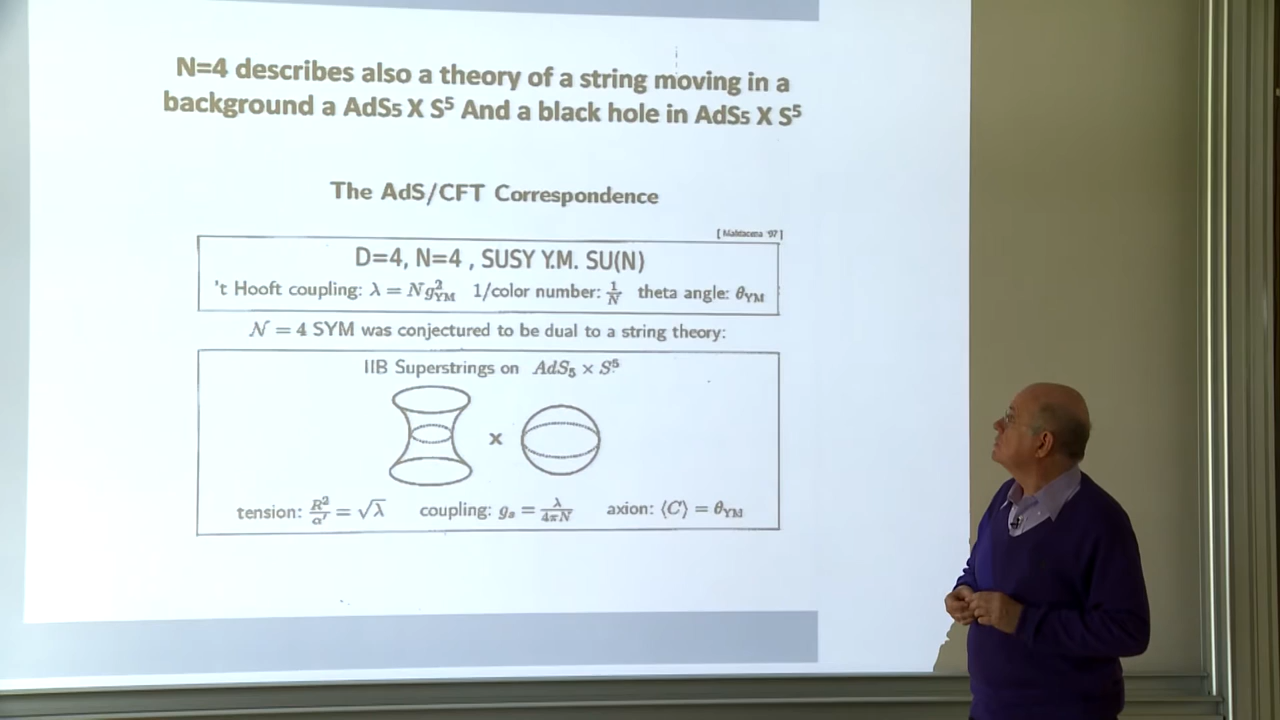 N=4 describes also a theory of a string moving in a
background a AdS₅ X S⁵ And a black hole in AdS₅ X S⁵
The AdS/CFT Correspondence
[ Maldacena '97 ]
D=4, N=4 , SUSY Y.M. SU(N)
't Hooft coupling: λ = Ng²_YM 1/color number: 1/N theta angle: θ_YM
𝒩 = 4 SYM was conjectured to be dual to a string theory:
IIB Superstrings on AdS₅ × S⁵
x
tension: R²/α′ = √λ coupling: gₛ = λ/4πN axion: ⟨C⟩ = θ_YM